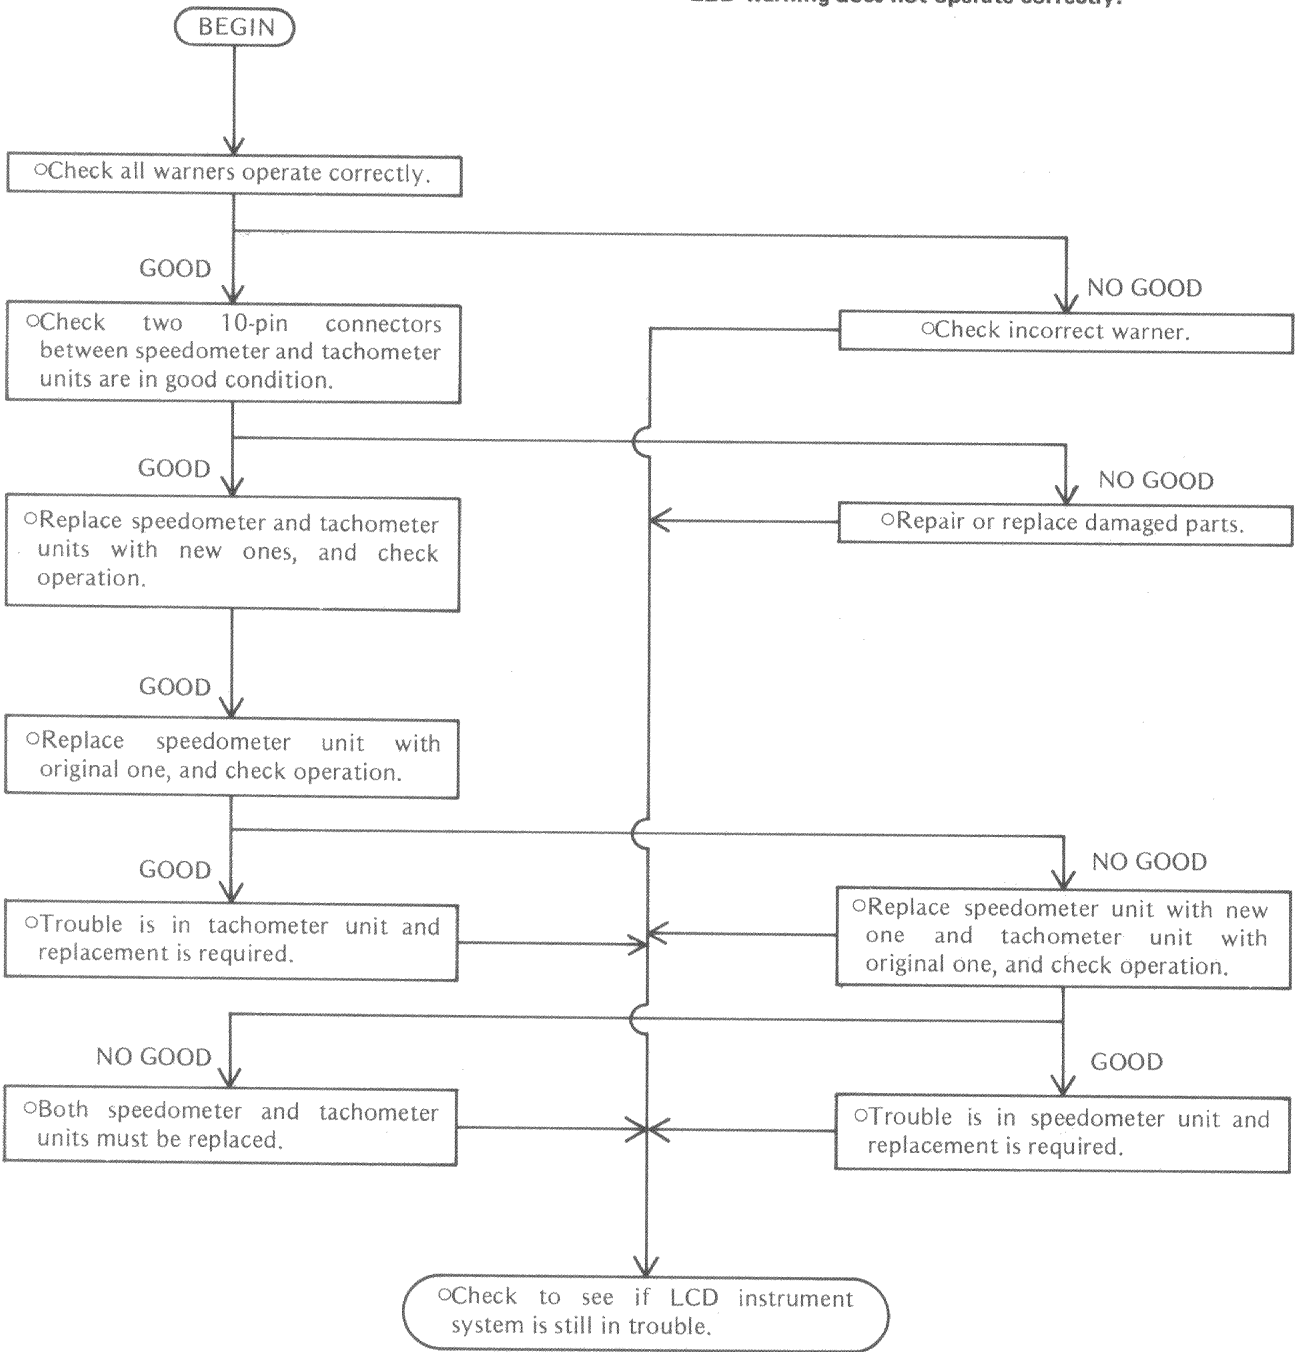 warning does not operate correctly.
BEGIN
○Check all warners operate correctly.
GOOD
NO GOOD
○Check two 10-pin connectors
between speedometer and tachometer
units are in good condition.
○Check incorrect warner.
GOOD
NO GOOD
○Replace speedometer and tachometer
units with new ones, and check
operation.
○Repair or replace damaged parts.
GOOD
○Replace speedometer unit with
original one, and check operation.
GOOD
NO GOOD
○Trouble is in tachometer unit and
replacement is required.
○Replace speedometer unit with new
one and tachometer unit with
original one, and check operation.
NO GOOD
GOOD
○Both speedometer and tachometer
units must be replaced.
○Trouble is in speedometer unit and
replacement is required.
○Check to see if LCD instrument
system is still in trouble.